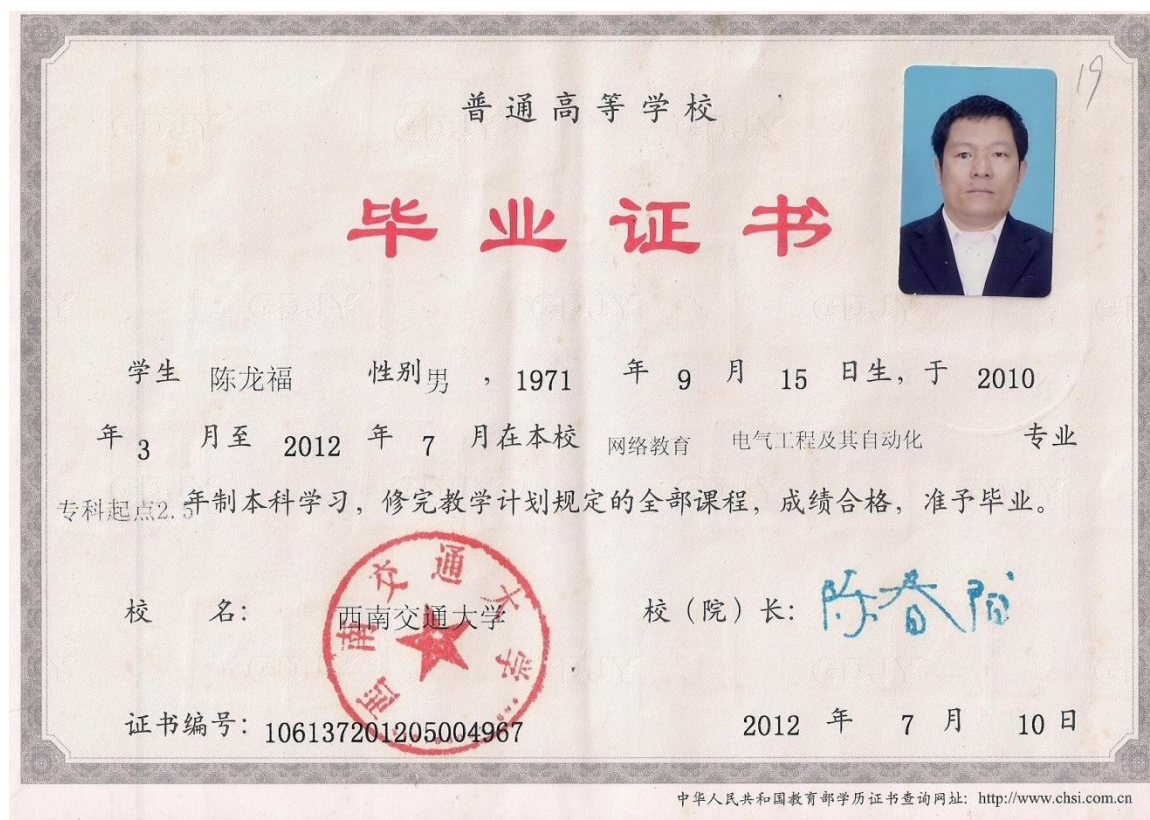 19
普通高等学校
毕业证书
学生 陈龙福 性别男，1971 年 9 月 15 日生，于 2010
年 3 月至 2012 年 7 月在本校 网络教育 电气工程及其自动化 专业
专科起点2.5年制本科学习，修完教学计划规定的全部课程，成绩合格，准予毕业。
校 名： 西南交通大学 校（院）长： 陈春阳
西南交通大学
证书编号： 106137201205004967 2012 年 7 月 10 日
中华人民共和国教育部学历证书查询网址： http://www.chsi.com.cn